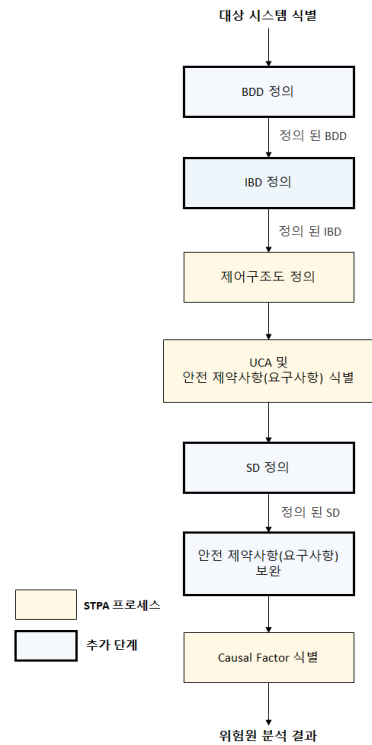 대상 시스템 식별
BDD 정의
정의 된 BDD
IBD 정의
정의 된 IBD
제어구조도 정의
UCA 및
안전 제약사항(요구사항) 식별
SD 정의
정의 된 SD
안전 제약사항(요구사항)
보완
STPA 프로세스
추가 단계
Causal Factor 식별
위험원 분석 결과